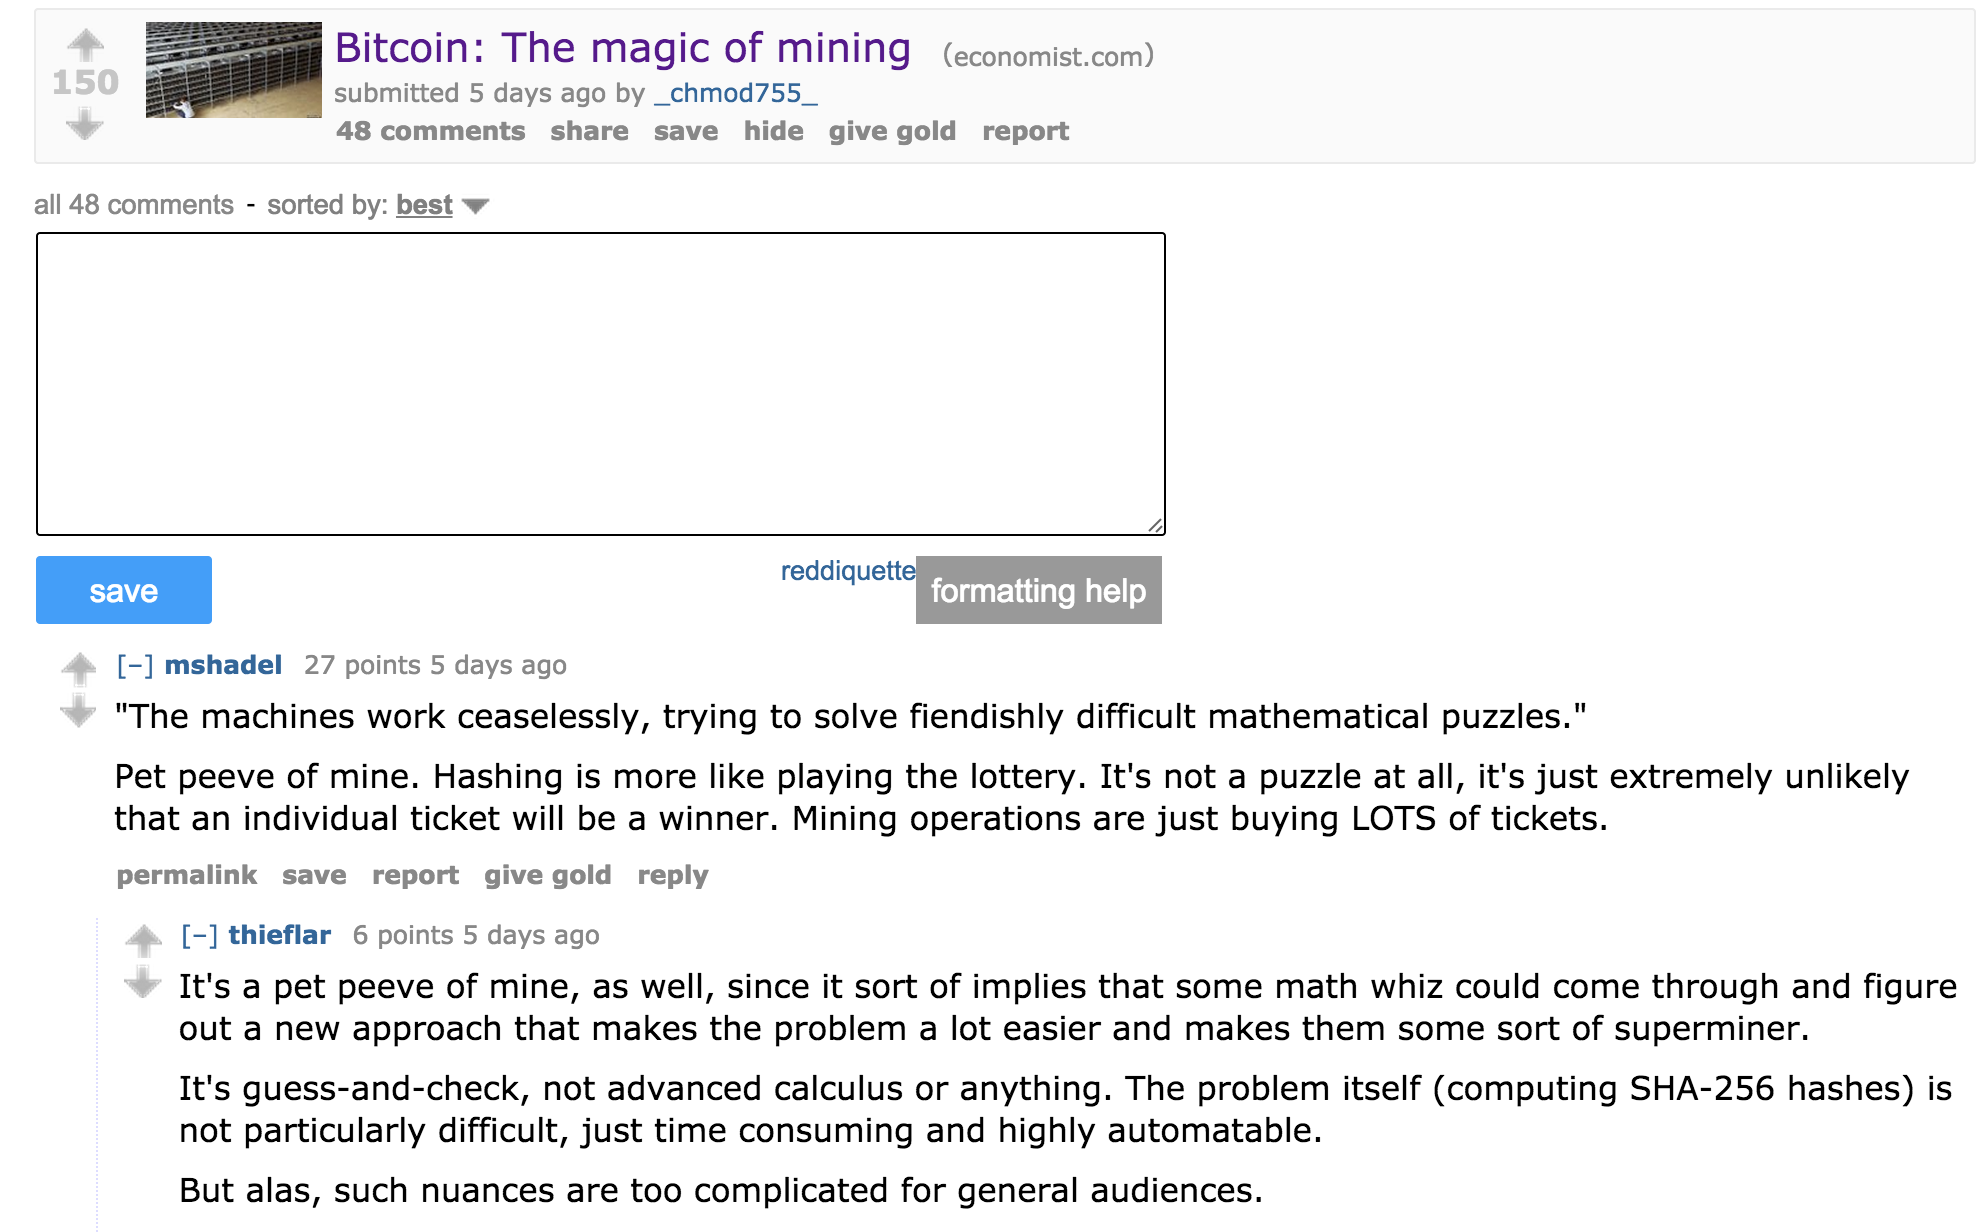 150
Bitcoin: The magic of mining (economist.com)
submitted 5 days ago by _chmod755_
48 comments share save hide give gold report
all 48 comments - sorted by: best
save
reddiquette
formatting help
[–] mshadel 27 points 5 days ago
"The machines work ceaselessly, trying to solve fiendishly difficult mathematical puzzles."
Pet peeve of mine. Hashing is more like playing the lottery. It's not a puzzle at all, it's just extremely unlikely
that an individual ticket will be a winner. Mining operations are just buying LOTS of tickets.
permalink save report give gold reply
[–] thieflar 6 points 5 days ago
It's a pet peeve of mine, as well, since it sort of implies that some math whiz could come through and figure
out a new approach that makes the problem a lot easier and makes them some sort of superminer.
It's guess-and-check, not advanced calculus or anything. The problem itself (computing SHA-256 hashes) is
not particularly difficult, just time consuming and highly automatable.
But alas, such nuances are too complicated for general audiences.